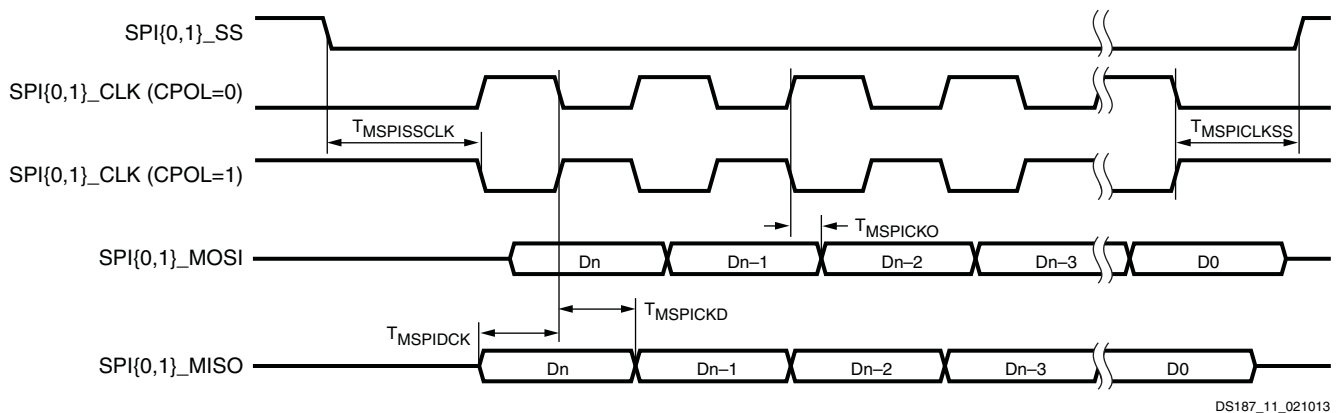 SPI{0,1}_SS
SPI{0,1}_CLK (CPOL=0)
TMSPISSCLK
TMSPICLKSS
SPI{0,1}_CLK (CPOL=1)
TMSPICKO
SPI{0,1}_MOSI
Dn
Dn–1
Dn–2
Dn–3
D0
TMSPICKD
TMSPIDCK
SPI{0,1}_MISO
Dn
Dn–1
Dn–2
Dn–3
D0
DS187_11_021013